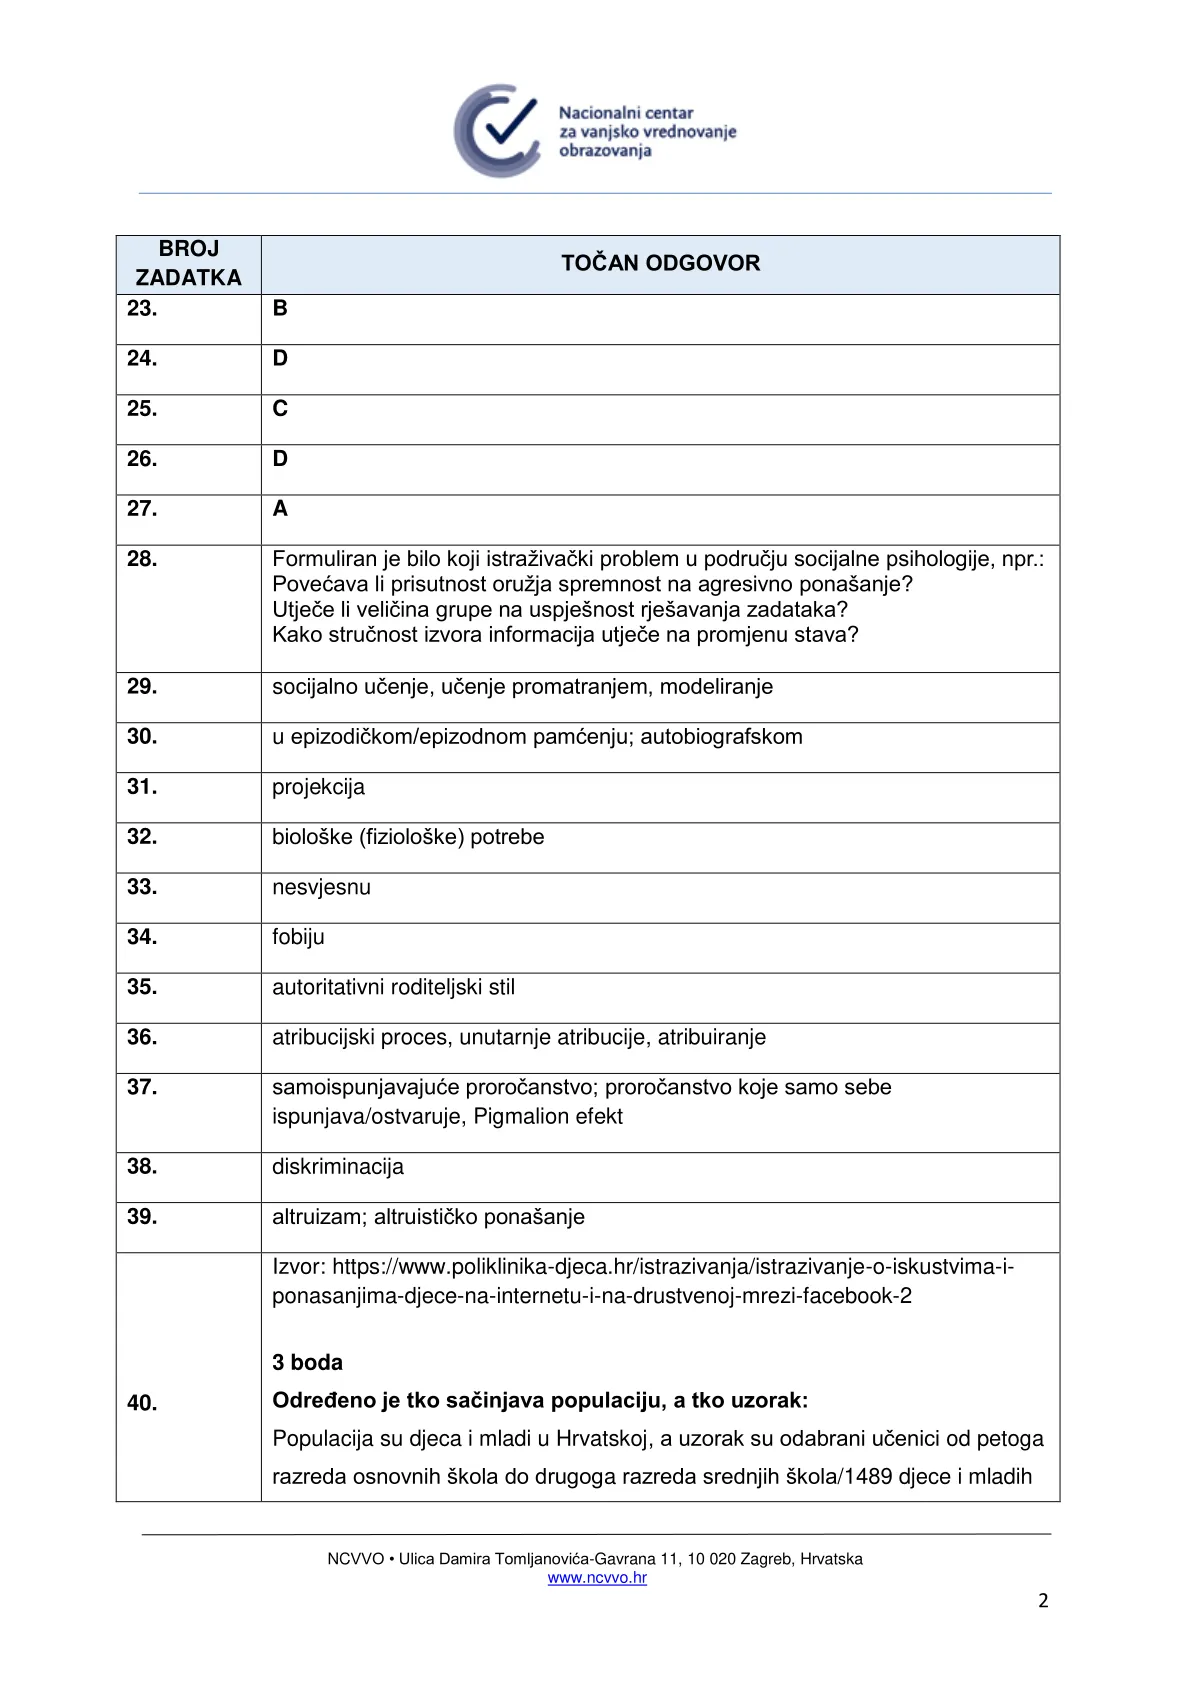 Nacionalni centar
za vanjsko vrednovanje
obrazovanja
BROJ
ZADATKA
TOČAN ODGOVOR
23. B
24. D
25. C
26. D
27. A
28. Formuliran je bilo koji istraživački problem u području socijalne psihologije, npr.:
Povećava li prisutnost oružja spremnost na agresivno ponašanje?
Utječe li veličina grupe na uspješnost rješavanja zadataka?
Kako stručnost izvora informacija utječe na promjenu stava?
29. socijalno učenje, učenje promatranjem, modeliranje
30. u epizodičkom/epizodnom pamćenju; autobiografskom
31. projekcija
32. biološke (fiziološke) potrebe
33. nesvjesnu
34. fobiju
35. autoritativni roditeljski stil
36. atribucijski proces, unutarnje atribucije, atribuiranje
37. samoispunjavajuće proročanstvo; proročanstvo koje samo sebe
ispunjava/ostvaruje, Pigmalion efekt
38. diskriminacija
39. altruizam; altruističko ponašanje
Izvor: https://www.poliklinika-djeca.hr/istrazivanja/istrazivanje-o-iskustvima-i-
ponasanjima-djece-na-internetu-i-na-drustvenoj-mrezi-facebook-2
3 boda
40. Određeno je tko sačinjava populaciju, a tko uzorak:
Populacija su djeca i mladi u Hrvatskoj, a uzorak su odabrani učenici od petoga
razreda osnovnih škola do drugoga razreda srednjih škola/1489 djece i mladih
NCVVO • Ulica Damira Tomljanovića-Gavrana 11, 10 020 Zagreb, Hrvatska
www.ncvvo.hr
2